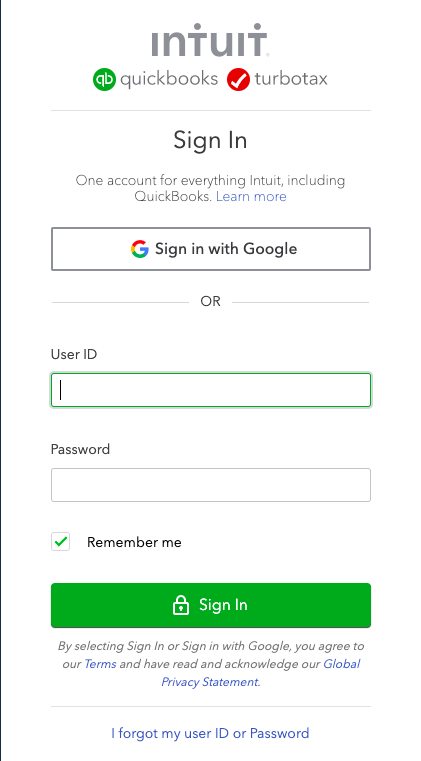 intuit
qb quickbooks turbotax
Sign In
One account for everything Intuit, including
QuickBooks. Learn more
Sign in with Google
OR
User ID
Password
Remember me
Sign In
By selecting Sign In or Sign in with Google, you agree to
our Terms and have read and acknowledge our Global
Privacy Statement.
I forgot my user ID or Password